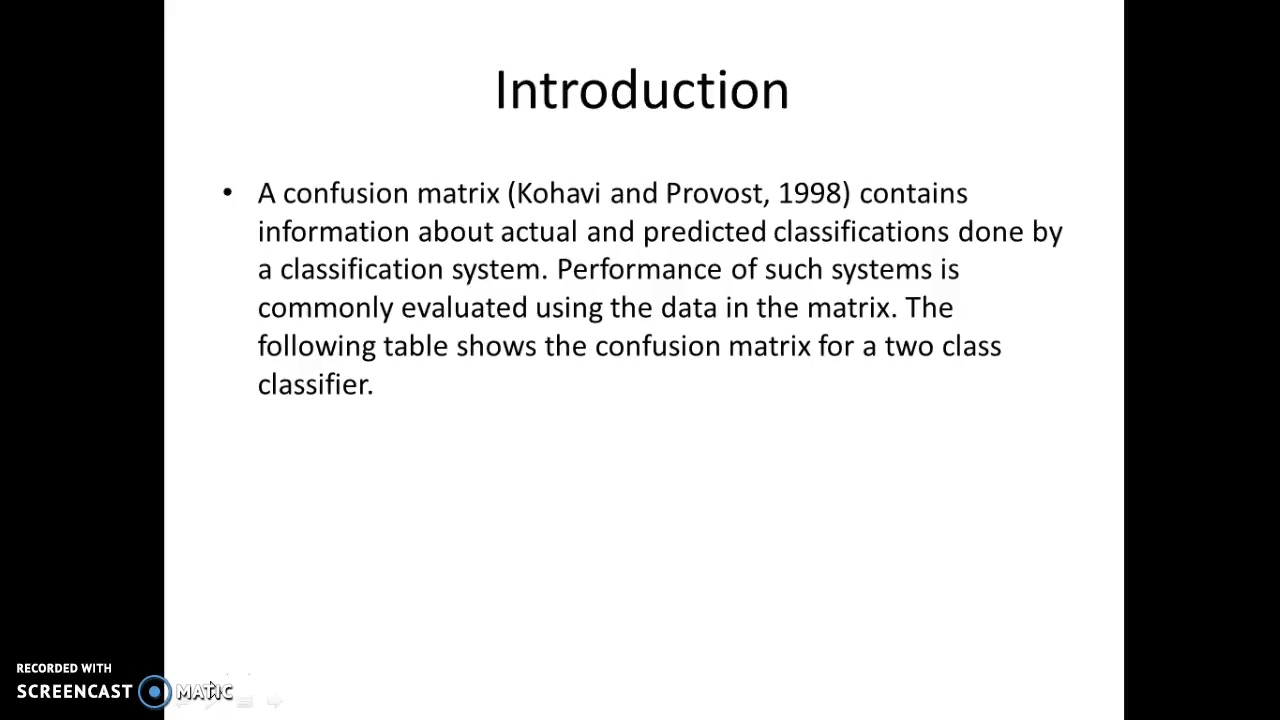 Introduction
• A confusion matrix (Kohavi and Provost, 1998) contains
information about actual and predicted classifications done by
a classification system. Performance of such systems is
commonly evaluated using the data in the matrix. The
following table shows the confusion matrix for a two class
classifier.
RECORDED WITH
SCREENCAST MATIC